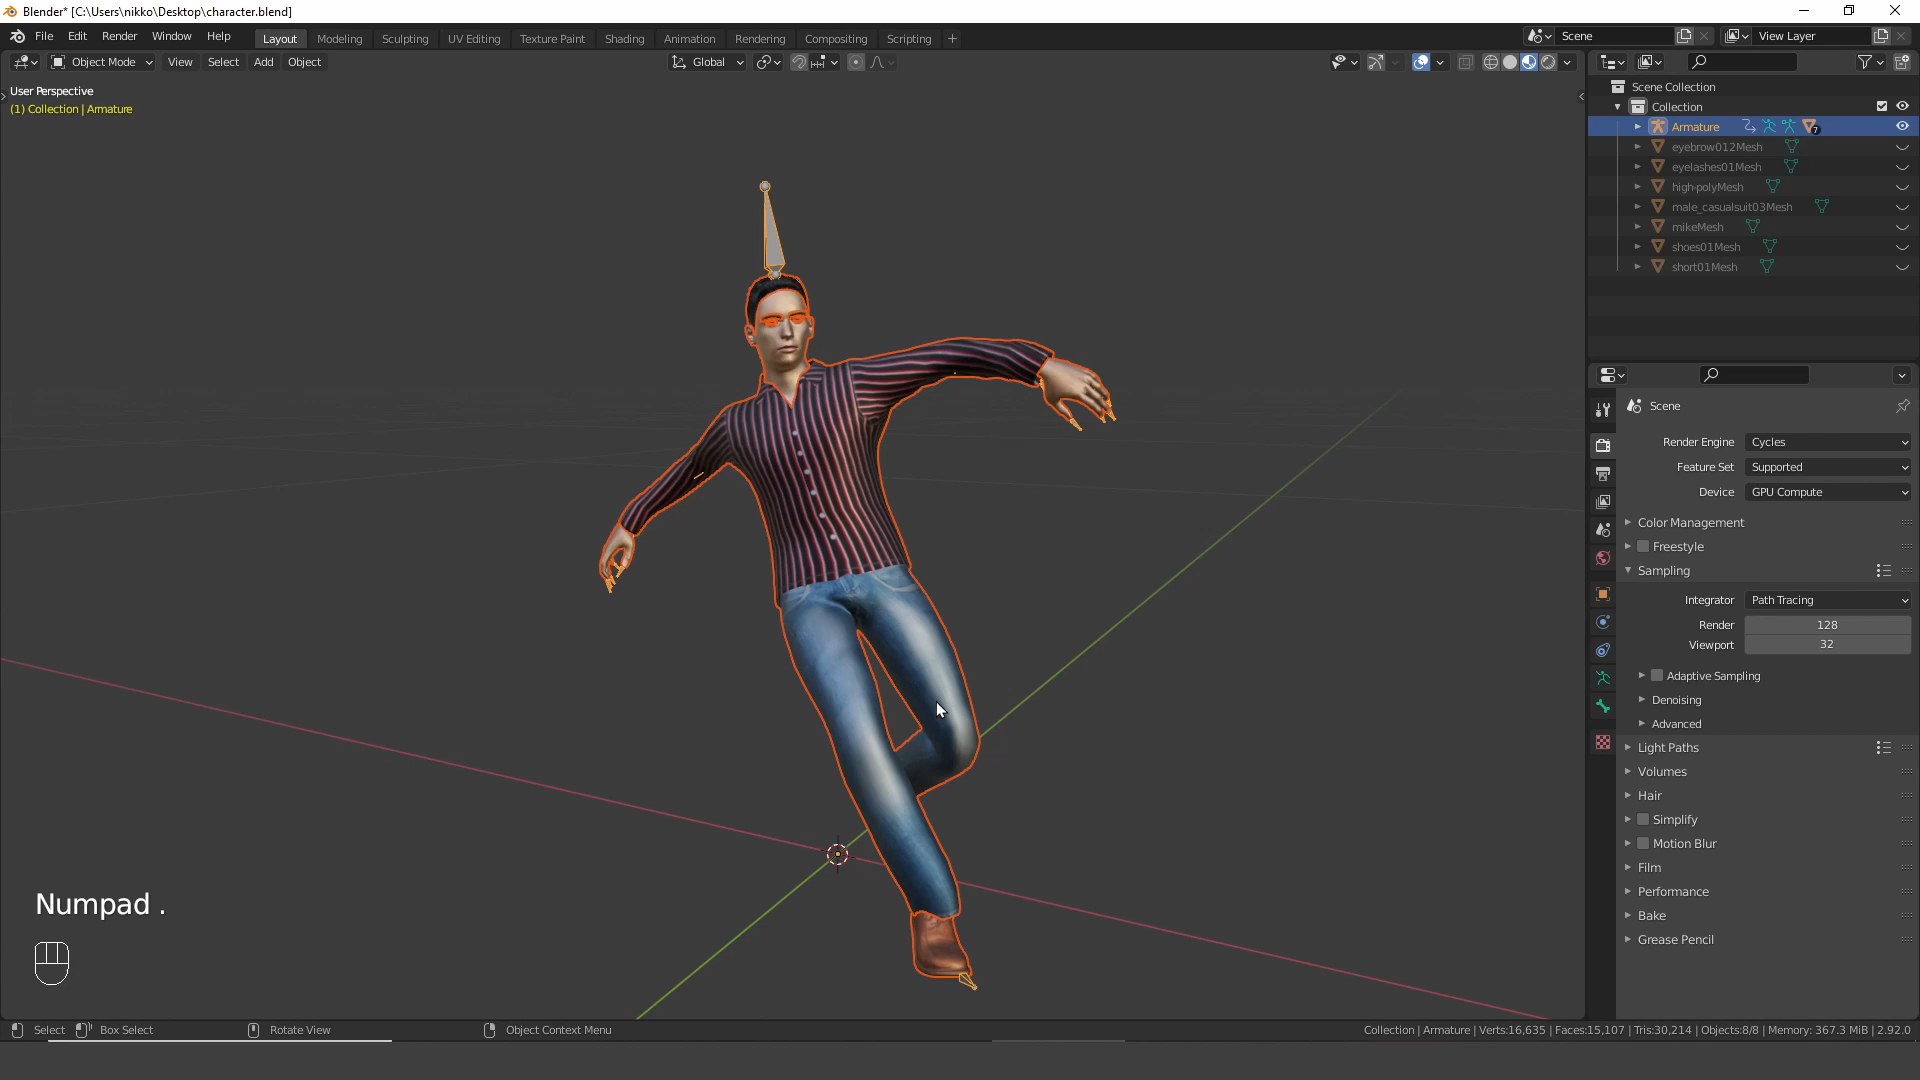 Blender* [C:\Users\nikko\Desktop\character.blend]
File Edit Render Window Help
Layout Modeling Sculpting UV Editing Texture Paint Shading Animation Rendering Compositing Scripting +
Scene
View Layer
Object Mode View Select Add Object
Global
User Perspective
(1) Collection | Armature
Scene Collection
Collection
Armature 7
eyebrow012Mesh
eyelashes01Mesh
high-polyMesh
male_casualsuit03Mesh
mikeMesh
shoes01Mesh
short01Mesh
Scene
Render Engine Cycles
Feature Set Supported
Device GPU Compute
Color Management
Freestyle
Sampling
Integrator Path Tracing
Render 128
Viewport 32
Adaptive Sampling
Denoising
Advanced
Light Paths
Volumes
Hair
Simplify
Motion Blur
Film
Performance
Bake
Grease Pencil
Numpad .
Select Box Select Rotate View Object Context Menu
Collection | Armature | Verts:16,635 | Faces:15,107 | Tris:30,214 | Objects:8/8 | Memory: 367.3 MiB | 2.92.0